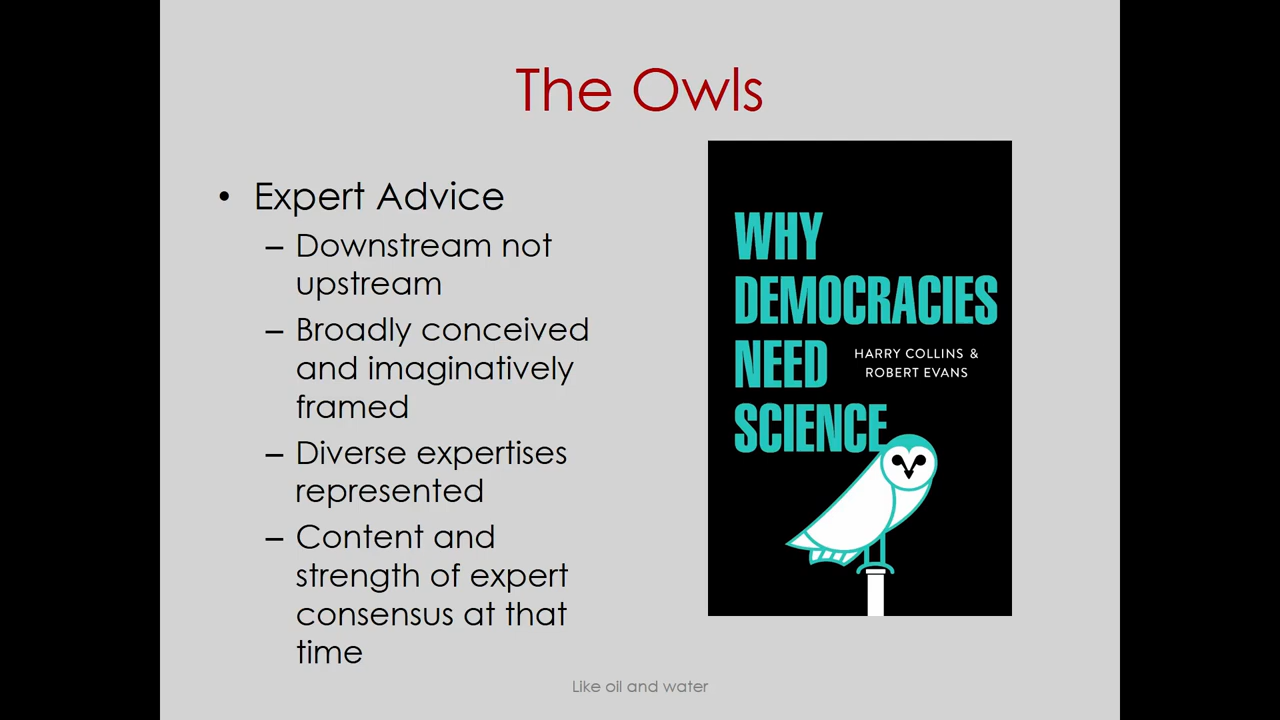 The Owls
• Expert Advice
– Downstream not
upstream
– Broadly conceived
and imaginatively
framed
– Diverse expertises
represented
– Content and
strength of expert
consensus at that
time
WHY
DEMOCRACIES
NEED
HARRY COLLINS &
ROBERT EVANS
SCIENCE
Like oil and water